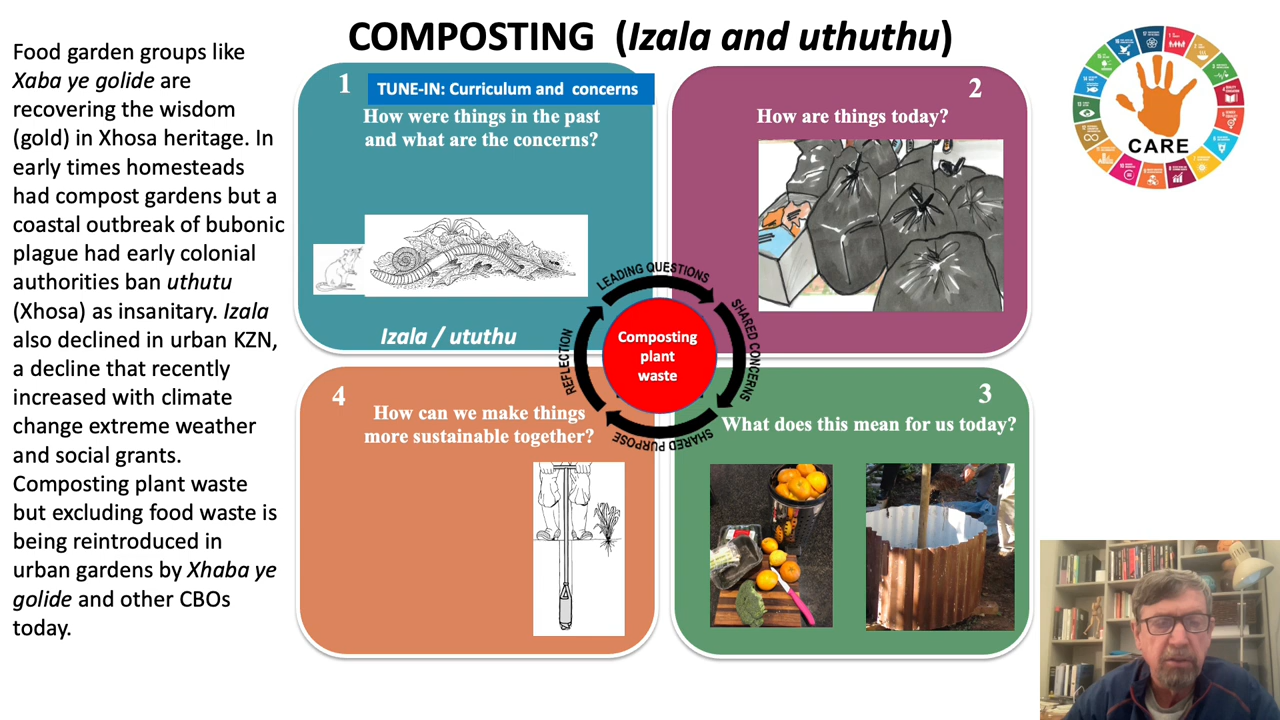 COMPOSTING (Izala and uthuthu)
Food garden groups like
Xaba ye golide are
recovering the wisdom
(gold) in Xhosa heritage. In
early times homesteads
had compost gardens but a
coastal outbreak of bubonic
plague had early colonial
authorities ban uthutu
(Xhosa) as insanitary. Izala
also declined in urban KZN,
a decline that recently
increased with climate
change extreme weather
and social grants.
Composting plant waste
but excluding food waste is
being reintroduced in
urban gardens by Xhaba ye
golide and other CBOs
today.
1
TUNE-IN: Curriculum and concerns
How were things in the past
and what are the concerns?
Izala / ututhu
2
How are things today?
LEADING QUESTIONS
SHARED CONCERNS
SHARED PURPOSE
REFLECTION
Composting
plant
waste
3
What does this mean for us today?
4
How can we make things
more sustainable together?
CARE